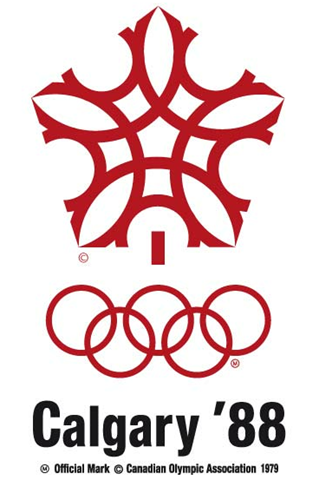 ©
M
Calgary '88
Ⓜ Official Mark © Canadian Olympic Association 1979